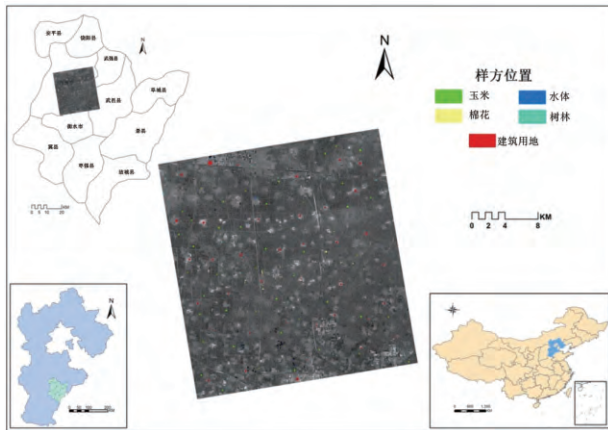 安平县
饶阳县
N
武强县
阜城县
武邑县
衡水市
景县
冀县
枣强县
故城县
N
样方位置
玉米
水体
棉花
树林
建筑用地
KM
0 2 4 8
N